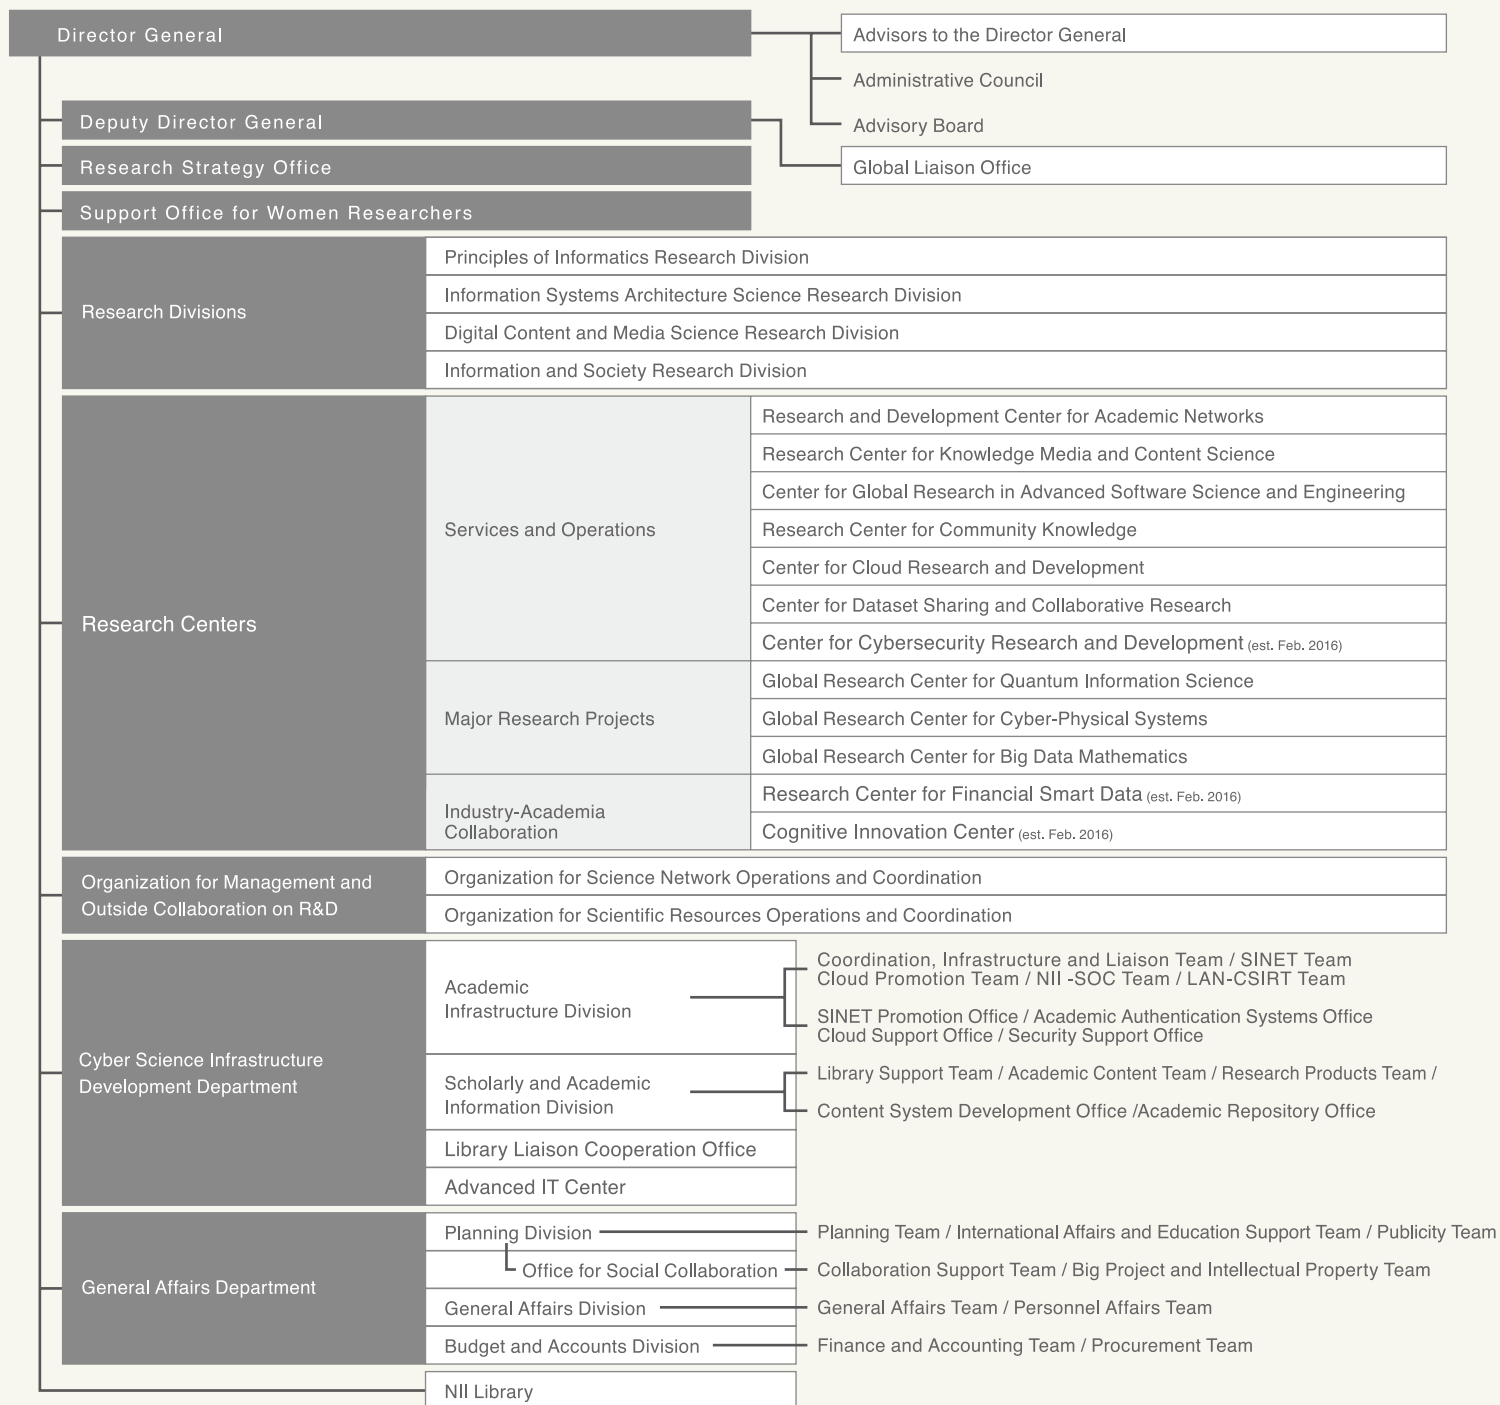 Director General
Advisors to the Director General
Administrative Council
Advisory Board
Deputy Director General
Global Liaison Office
Research Strategy Office
Support Office for Women Researchers
Research Divisions
Principles of Informatics Research Division
Information Systems Architecture Science Research Division
Digital Content and Media Science Research Division
Information and Society Research Division
Research Centers
Services and Operations
Research and Development Center for Academic Networks
Research Center for Knowledge Media and Content Science
Center for Global Research in Advanced Software Science and Engineering
Research Center for Community Knowledge
Center for Cloud Research and Development
Center for Dataset Sharing and Collaborative Research
Center for Cybersecurity Research and Development (est. Feb. 2016)
Major Research Projects
Global Research Center for Quantum Information Science
Global Research Center for Cyber-Physical Systems
Global Research Center for Big Data Mathematics
Industry-Academia
Collaboration
Research Center for Financial Smart Data (est. Feb. 2016)
Cognitive Innovation Center (est. Feb. 2016)
Organization for Management and
Outside Collaboration on R&D
Organization for Science Network Operations and Coordination
Organization for Scientific Resources Operations and Coordination
Cyber Science Infrastructure
Development Department
Academic
Infrastructure Division
Coordination, Infrastructure and Liaison Team / SINET Team
Cloud Promotion Team / NII -SOC Team / LAN-CSIRT Team
SINET Promotion Office / Academic Authentication Systems Office
Cloud Support Office / Security Support Office
Scholarly and Academic
Information Division
Library Support Team / Academic Content Team / Research Products Team /
Content System Development Office /Academic Repository Office
Library Liaison Cooperation Office
Advanced IT Center
General Affairs Department
Planning Division
Planning Team / International Affairs and Education Support Team / Publicity Team
Office for Social Collaboration
Collaboration Support Team / Big Project and Intellectual Property Team
General Affairs Division
General Affairs Team / Personnel Affairs Team
Budget and Accounts Division
Finance and Accounting Team / Procurement Team
NII Library